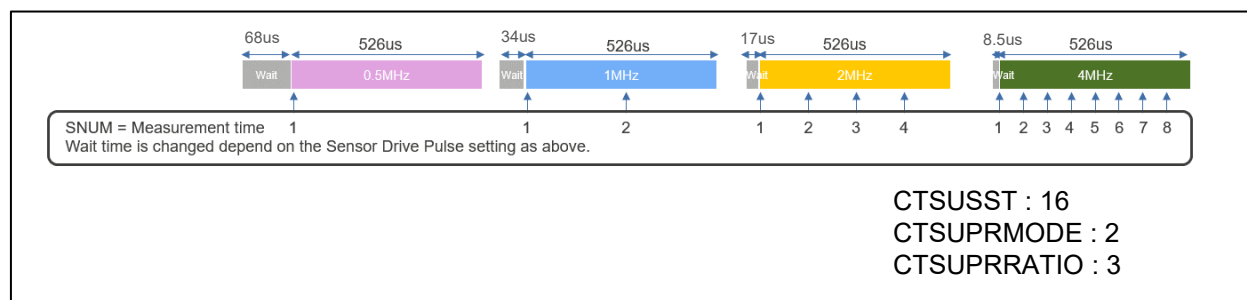 68us 526us 34us 526us 17us 526us 8.5us 526us
Wait 0.5MHz Wait 1MHz Wait 2MHz Wait 4MHz
SNUM = Measurement time 1 1 2 1 2 3 4 1 2 3 4 5 6 7 8
Wait time is changed depend on the Sensor Drive Pulse setting as above.
CTSUSST : 16
CTSUPRMODE : 2
CTSUPRRATIO : 3